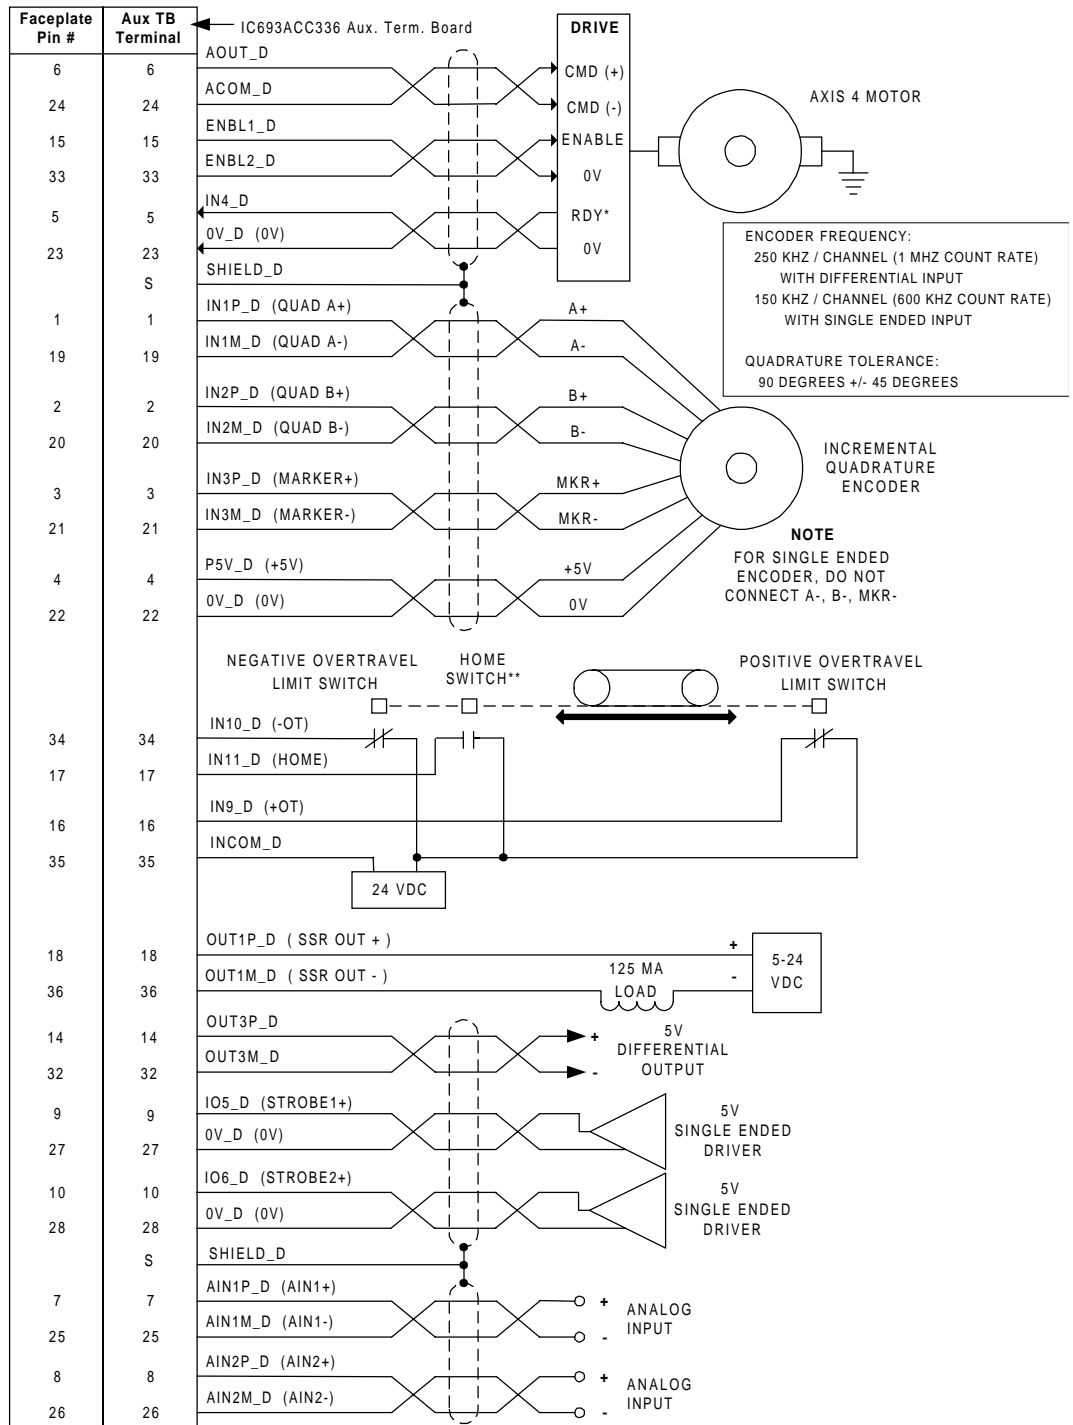 Faceplate Pin #
Aux TB Terminal
IC693ACC336 Aux. Term. Board
DRIVE
6 6 AOUT_D CMD (+)
24 24 ACOM_D CMD (-)
15 15 ENBL1_D ENABLE
33 33 ENBL2_D 0V
5 5 IN4_D RDY*
23 23 0V_D (0V) 0V
S SHIELD_D
AXIS 4 MOTOR
ENCODER FREQUENCY:
250 KHZ / CHANNEL (1 MHZ COUNT RATE)
WITH DIFFERENTIAL INPUT
150 KHZ / CHANNEL (600 KHZ COUNT RATE)
WITH SINGLE ENDED INPUT
QUADRATURE TOLERANCE:
90 DEGREES +/- 45 DEGREES
1 1 IN1P_D (QUAD A+) A+
19 19 IN1M_D (QUAD A-) A-
2 2 IN2P_D (QUAD B+) B+
20 20 IN2M_D (QUAD B-) B-
3 3 IN3P_D (MARKER+) MKR+
21 21 IN3M_D (MARKER-) MKR-
4 4 P5V_D (+5V) +5V
22 22 0V_D (0V) 0V
INCREMENTAL
QUADRATURE
ENCODER
NOTE
FOR SINGLE ENDED
ENCODER, DO NOT
CONNECT A-, B-, MKR-
NEGATIVE OVERTRAVEL
LIMIT SWITCH
HOME
SWITCH**
POSITIVE OVERTRAVEL
LIMIT SWITCH
34 34 IN10_D (-OT)
17 17 IN11_D (HOME)
16 16 IN9_D (+OT)
35 35 INCOM_D
24 VDC
18 18 OUT1P_D ( SSR OUT + ) +
36 36 OUT1M_D ( SSR OUT - ) -
125 MA
LOAD
5-24
VDC
14 14 OUT3P_D +
32 32 OUT3M_D -
5V
DIFFERENTIAL
OUTPUT
9 9 IO5_D (STROBE1+)
27 27 0V_D (0V)
5V
SINGLE ENDED
DRIVER
10 10 IO6_D (STROBE2+)
28 28 0V_D (0V)
5V
SINGLE ENDED
DRIVER
S SHIELD_D
7 7 AIN1P_D (AIN1+) +
25 25 AIN1M_D (AIN1-) -
ANALOG
INPUT
8 8 AIN2P_D (AIN2+) +
26 26 AIN2M_D (AIN2-) -
ANALOG
INPUT